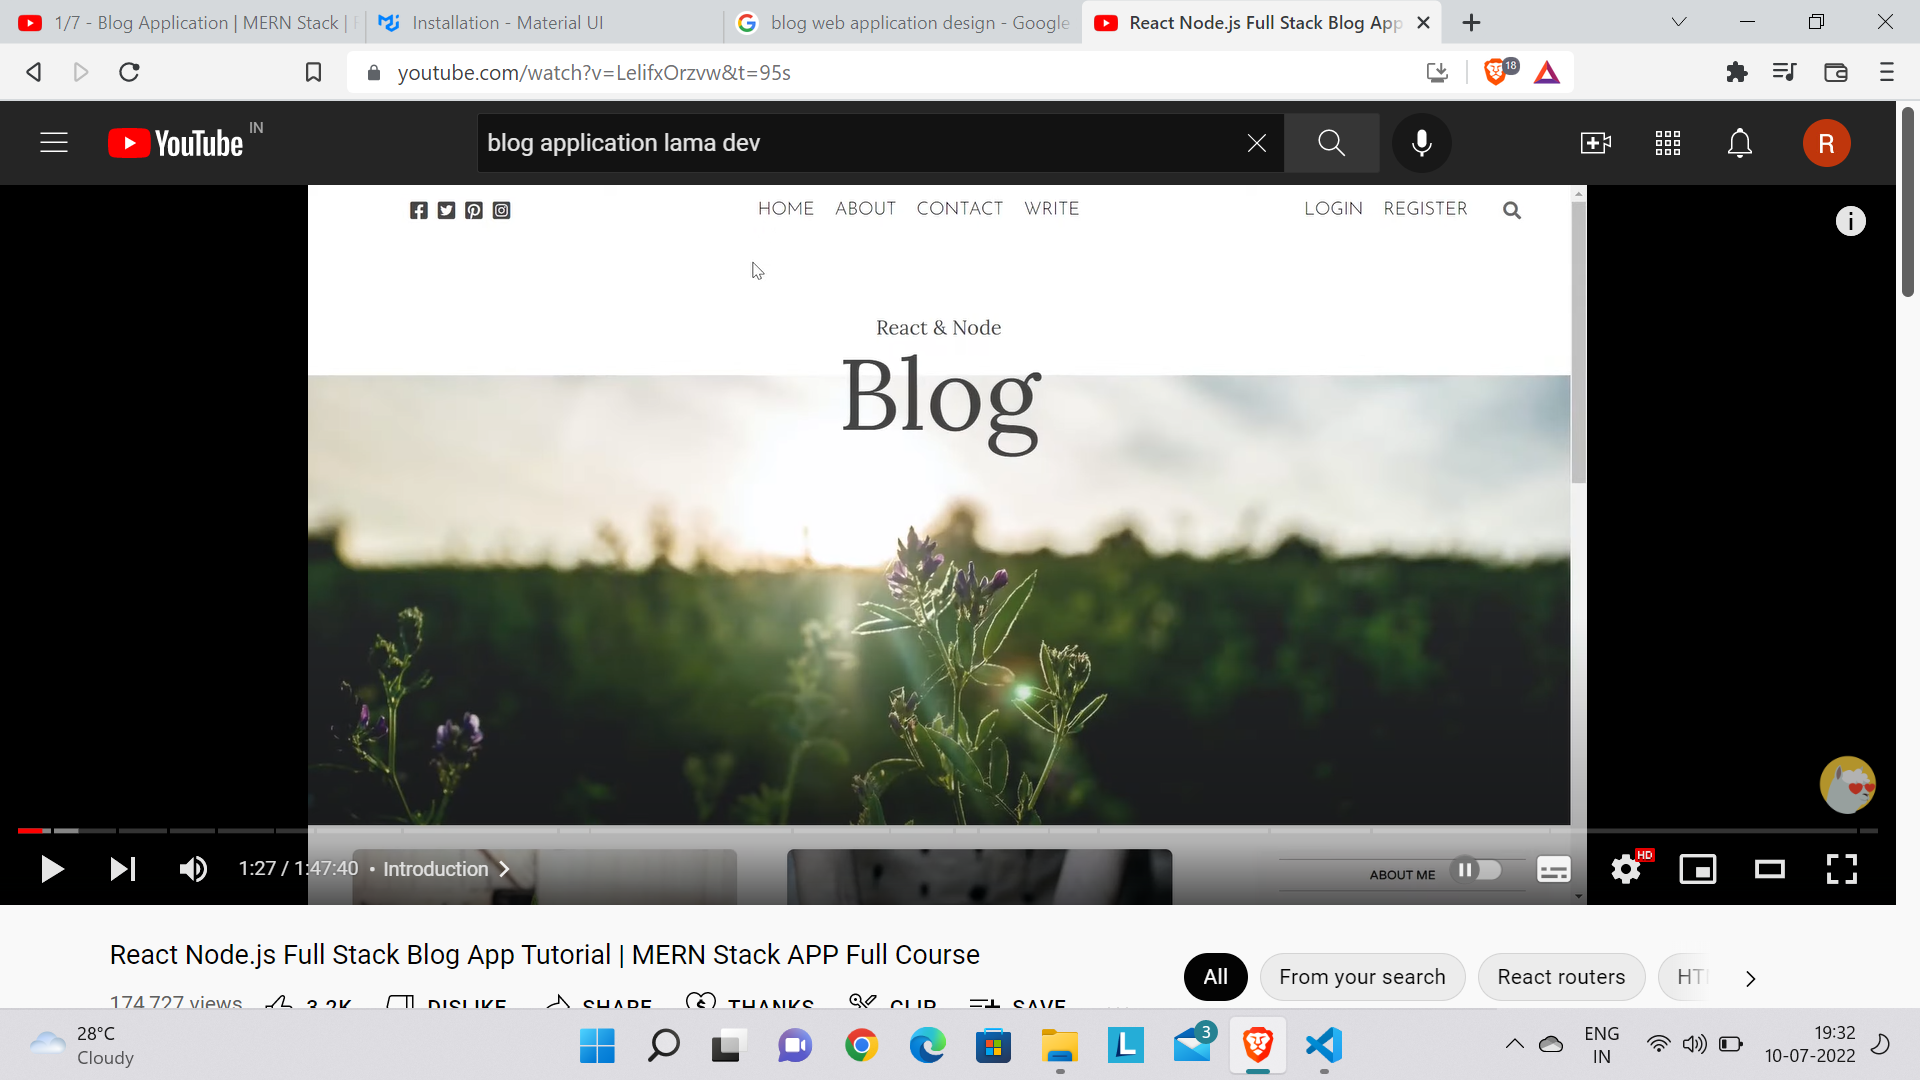 1/7 - Blog Application | MERN Stack |
Installation - Material UI
blog web application design - Google
React Node.js Full Stack Blog App
youtube.com/watch?v=LelifxOrzvw&t=95s
18
YouTube IN
blog application lama dev
R
HOME ABOUT CONTACT WRITE
LOGIN REGISTER
React & Node
Blog
1:27 / 1:47:40 • Introduction
ABOUT ME
HD
React Node.js Full Stack Blog App Tutorial | MERN Stack APP Full Course
All From your search React routers
174,727 views 3.2K DISLIKE SHARE THANKS CLIP SAVE
28°C
Cloudy
3
ENG
IN
19:32
10-07-2022